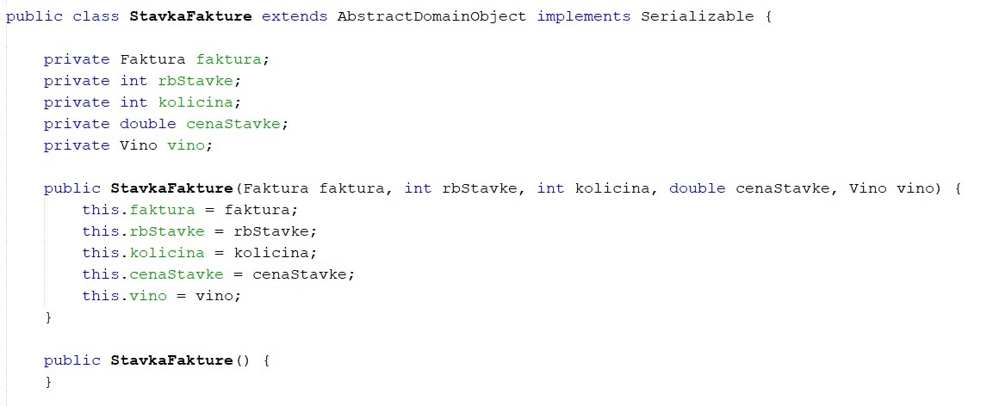 public class StavkaFakture extends AbstractDomainObject implements Serializable {
private Faktura faktura;
private int rbStavke;
private int kolicina;
private double cenaStavke;
private Vino vino;
public StavkaFakture(Faktura faktura, int rbStavke, int kolicina, double cenaStavke, Vino vino) {
this.faktura = faktura;
this.rbStavke = rbStavke;
this.kolicina = kolicina;
this.cenaStavke = cenaStavke;
this.vino = vino;
}
public StavkaFakture() {
}